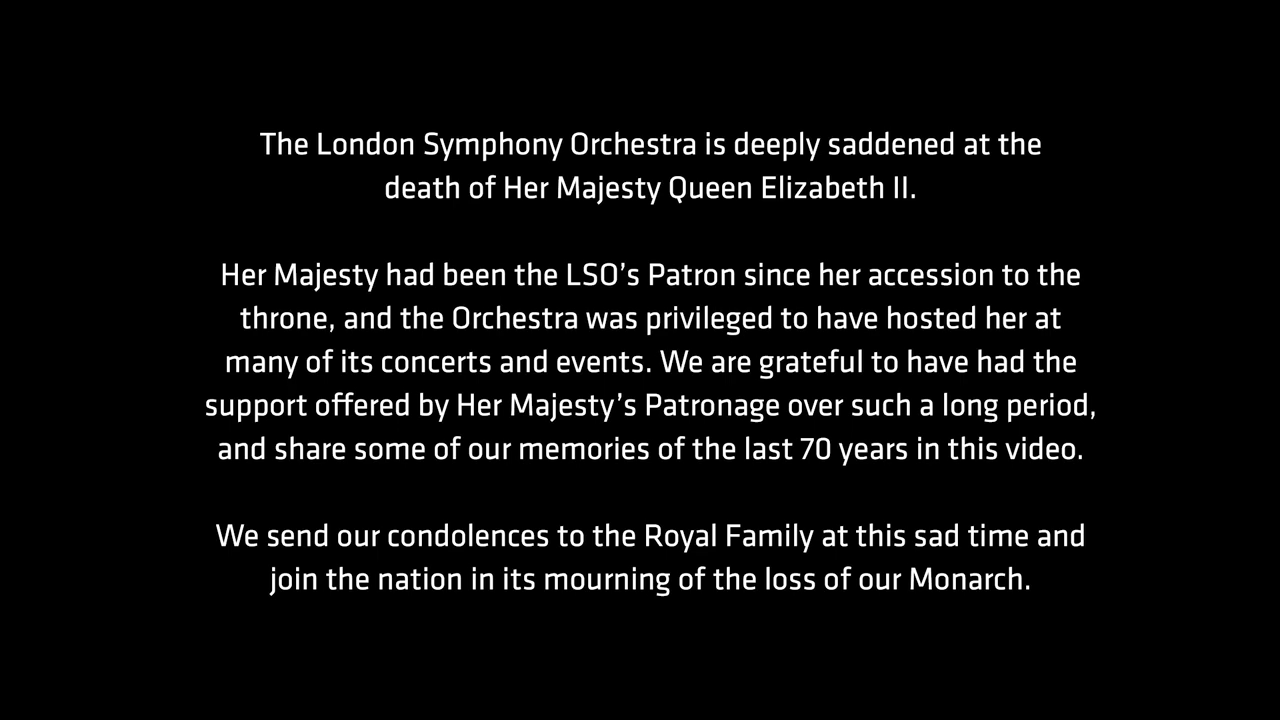 The London Symphony Orchestra is deeply saddened at the
death of Her Majesty Queen Elizabeth II.
Her Majesty had been the LSO’s Patron since her accession to the
throne, and the Orchestra was privileged to have hosted her at
many of its concerts and events. We are grateful to have had the
support offered by Her Majesty’s Patronage over such a long period,
and share some of our memories of the last 70 years in this video.
We send our condolences to the Royal Family at this sad time and
join the nation in its mourning of the loss of our Monarch.